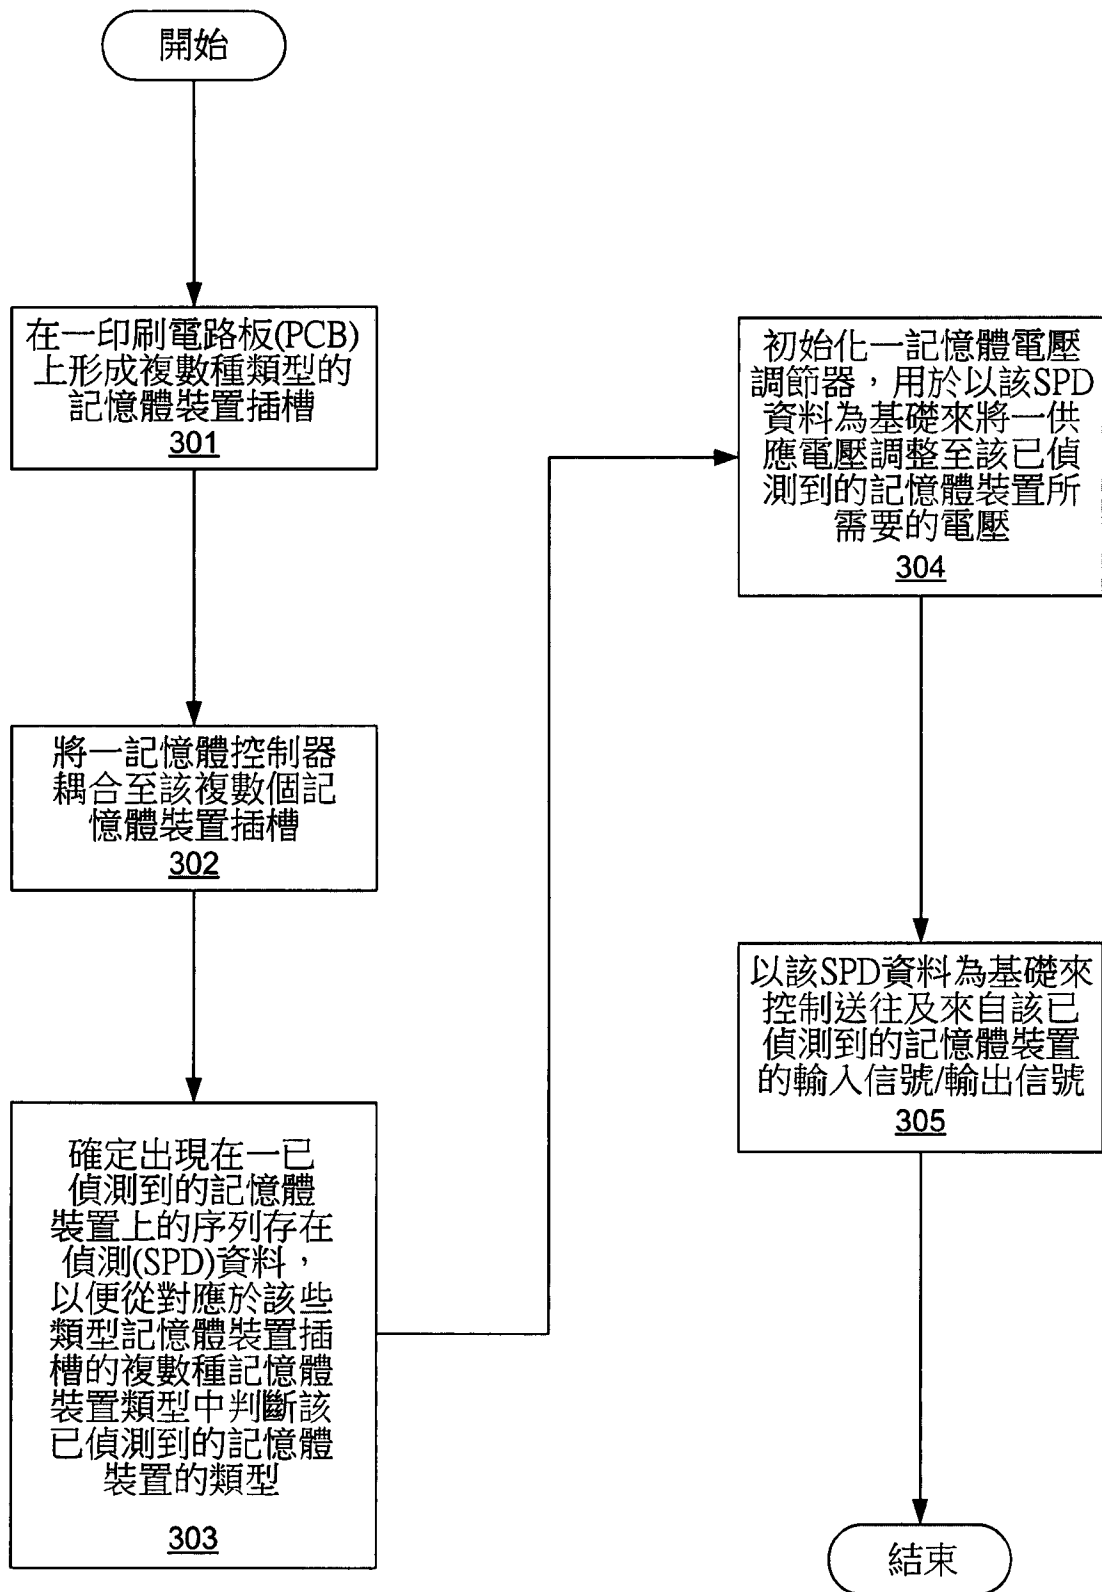 開始
在一印刷電路板(PCB)
上形成複數種類型的
記憶體裝置插槽
301
將一記憶體控制器
耦合至該複數個記
憶體裝置插槽
302
確定出現在一已
偵測到的記憶體
裝置上的序列存在
偵測(SPD)資料，
以便從對應於該些
類型記憶體裝置插
槽的複數種記憶體
裝置類型中判斷該
已偵測到的記憶體
裝置的類型
303
初始化一記憶體電壓
調節器，用於以該SPD
資料為基礎來將一供
應電壓調整至該已偵
測到的記憶體裝置所
需要的電壓
304
以該SPD資料為基礎來
控制送往及來自該已
偵測到的記憶體裝置
的輸入信號/輸出信號
305
結束